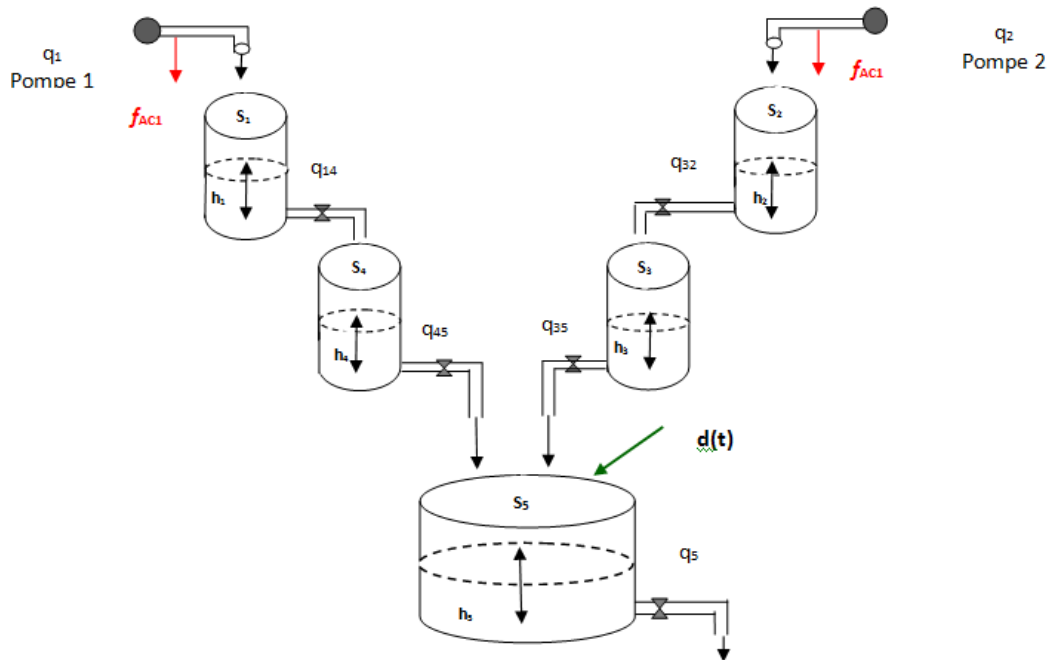 q₁
Pompe 1
q₂
Pompe 2
f_AC1
f_AC1
S₁
S₂
q₁₄
q₃₂
h₁
h₂
S₄
S₃
q₄₅
q₃₅
h₄
h₃
d(t)
S₅
q₅
h₅